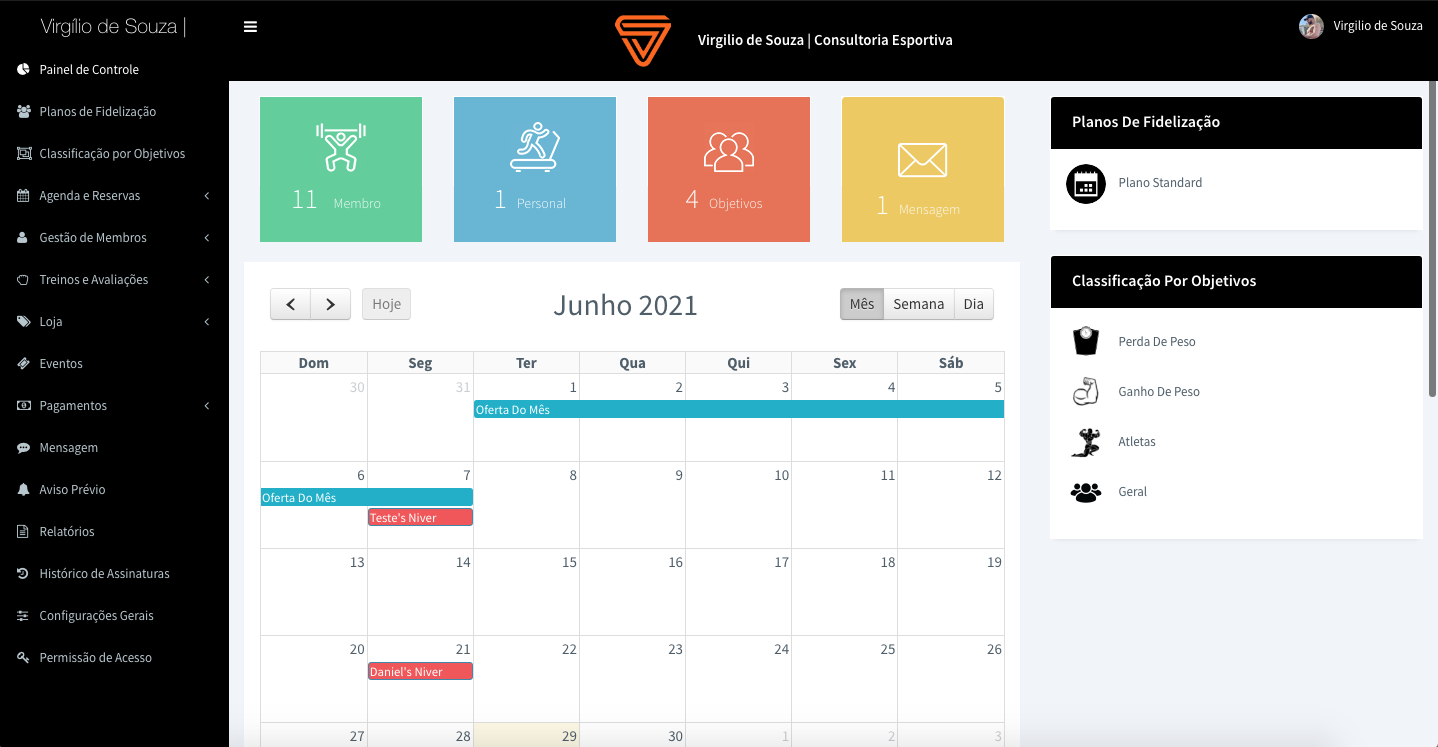 Virgílio de Souza |
Virgilio de Souza | Consultoria Esportiva
Virgilio de Souza
Painel de Controle
Planos de Fidelização
Classificação por Objetivos
Agenda e Reservas
Gestão de Membros
Treinos e Avaliações
Loja
Eventos
Pagamentos
Mensagem
Aviso Prévio
Relatórios
Histórico de Assinaturas
Configurações Gerais
Permissão de Acesso
11 Membro
1 Personal
4 Objetivos
1 Mensagem
Hoje
Junho 2021
Mês Semana Dia
Dom Seg Ter Qua Qui Sex Sáb
30 31 1 2 3 4 5
Oferta Do Mês
6 7 8 9 10 11 12
Oferta Do Mês
Teste's Niver
13 14 15 16 17 18 19
20 21 22 23 24 25 26
Daniel's Niver
27 28 29 30 1 2 3
Planos De Fidelização
Plano Standard
Classificação Por Objetivos
Perda De Peso
Ganho De Peso
Atletas
Geral